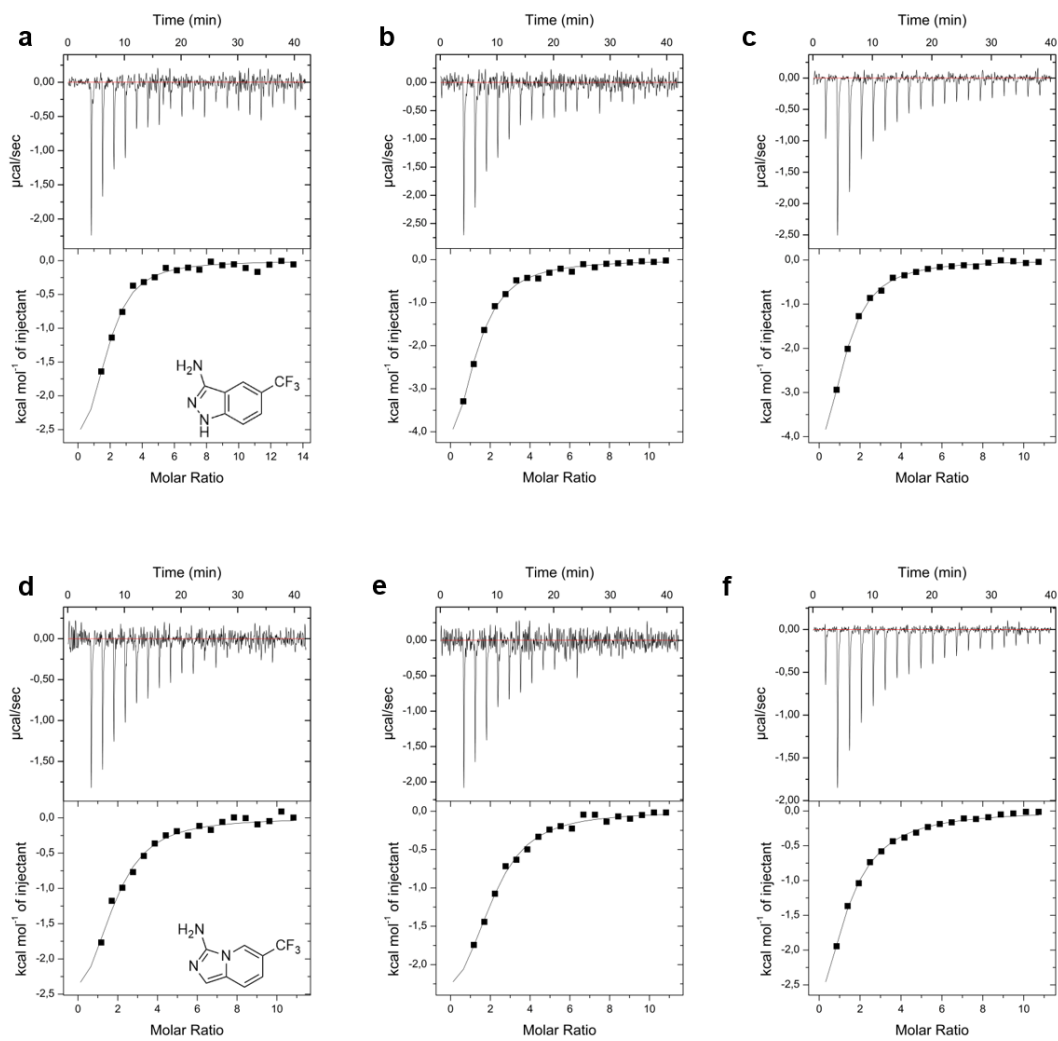 a
Time (min)
0 10 20 30 40
0,00
-0,50
-1,00
-1,50
-2,00
µcal/sec
0,0
-0,5
-1,0
-1,5
-2,0
-2,5
kcal mol⁻¹ of injectant
H₂N
CF₃
N
N
H
0 2 4 6 8 10 12 14
Molar Ratio
b
Time (min)
0 10 20 30 40
0,00
-0,50
-1,00
-1,50
-2,00
-2,50
µcal/sec
0,0
-1,0
-2,0
-3,0
-4,0
kcal mol⁻¹ of injectant
0 2 4 6 8 10
Molar Ratio
c
Time (min)
0 10 20 30 40
0,00
-0,50
-1,00
-1,50
-2,00
-2,50
µcal/sec
0,0
-1,0
-2,0
-3,0
-4,0
kcal mol⁻¹ of injectant
0 2 4 6 8 10
Molar Ratio
d
Time (min)
0 10 20 30 40
0,00
-0,50
-1,00
-1,50
µcal/sec
0,0
-0,5
-1,0
-1,5
-2,0
-2,5
kcal mol⁻¹ of injectant
H₂N
CF₃
N
N
0 2 4 6 8 10
Molar Ratio
e
Time (min)
0 10 20 30 40
0,00
-0,50
-1,00
-1,50
-2,00
µcal/sec
0,0
-0,5
-1,0
-1,5
-2,0
kcal mol⁻¹ of injectant
0 2 4 6 8 10
Molar Ratio
f
Time (min)
0 10 20 30 40
0,00
-0,50
-1,00
-1,50
-2,00
µcal/sec
0,0
-0,5
-1,0
-1,5
-2,0
-2,5
kcal mol⁻¹ of injectant
0 2 4 6 8 10
Molar Ratio